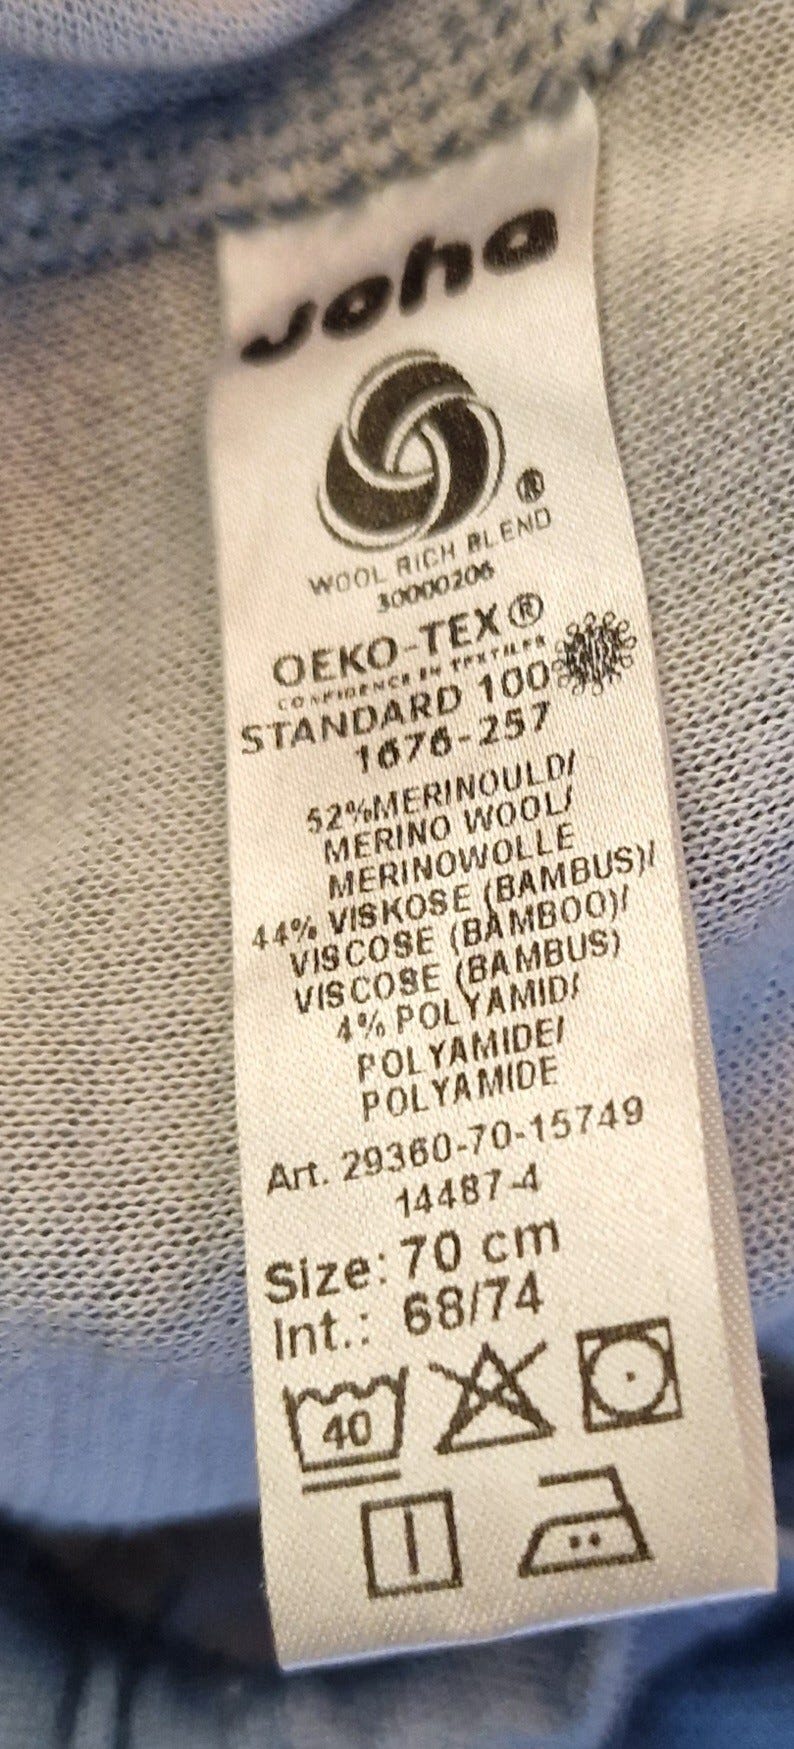 Joha
®
WOOL RICH BLEND
30000206
OEKO-TEX®
CONFIDENCE IN TEXTILES
STANDARD 100
1676-257
52%MERINOULD/
MERINO WOOL/
MERINOWOLLE
44% VISKOSE (BAMBUS)/
VISCOSE (BAMBOO)/
VISCOSE (BAMBUS)
4% POLYAMID/
POLYAMIDE/
POLYAMIDE
Art. 29360-70-15749
14487-4
Size: 70 cm
Int.: 68/74
40